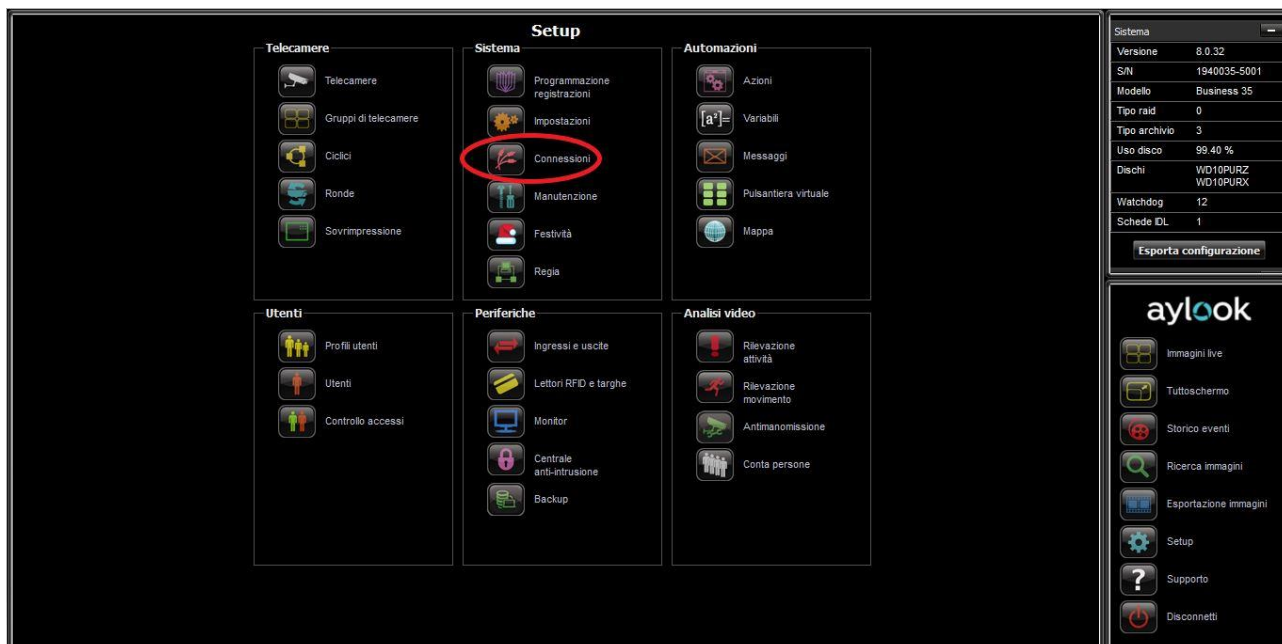 Setup
Telecamere
Telecamere
Gruppi di telecamere
Ciclici
Ronde
Sovrimpressione
Sistema
Programmazione
registrazioni
Impostazioni
Connessioni
Manutenzione
Festività
Regia
Automazioni
Azioni
[a²]=
Variabili
Messaggi
Pulsantiera virtuale
Mappa
Utenti
Profili utenti
Utenti
Controllo accessi
Periferiche
Ingressi e uscite
Lettori RFID e targhe
Monitor
Centrale
anti-intrusione
Backup
Analisi video
Rilevazione
attività
Rilevazione
movimento
Antimanomissione
Conta persone
Sistema
Versione 8.0.32
S/N 1940035-5001
Modello Business 35
Tipo raid 0
Tipo archivio 3
Uso disco 99.40 %
Dischi WD10PURZ
WD10PURX
Watchdog 12
Schede IDL 1
Esporta configurazione
aylook
Immagini live
Tuttoschermo
Storico eventi
Ricerca immagini
Esportazione immagini
Setup
?
Supporto
Disconnetti